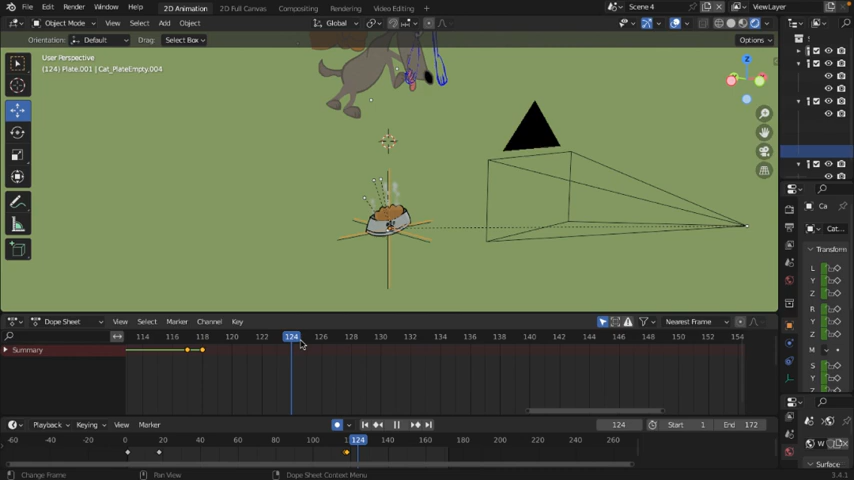 File Edit Render Window Help 2D Animation 2D Full Canvas Compositing Rendering Video Editing Scene 4 ViewLayer
Object Mode View Select Add Object Global
Orientation: Default Drag: Select Box Options
User Perspective
(124) Plate.001 | Cat_PlateEmpty.004
Z
Ca
Cat...
Transform
L
Y
Z
R
Y
Z
M
S
Y
Z
Dope Sheet View Select Marker Channel Key Nearest Frame
114 116 118 120 122 124 126 128 130 132 134 136 138 140 142 144 146 148 150 152 154
Summary
Playback Keying View Marker 124 Start 1 End 172
-60 -40 -20 0 20 40 60 80 100 124 140 160 180 200 220 240 260
W
Surface
Change Frame Pan View Dope Sheet Context Menu 3.4.1